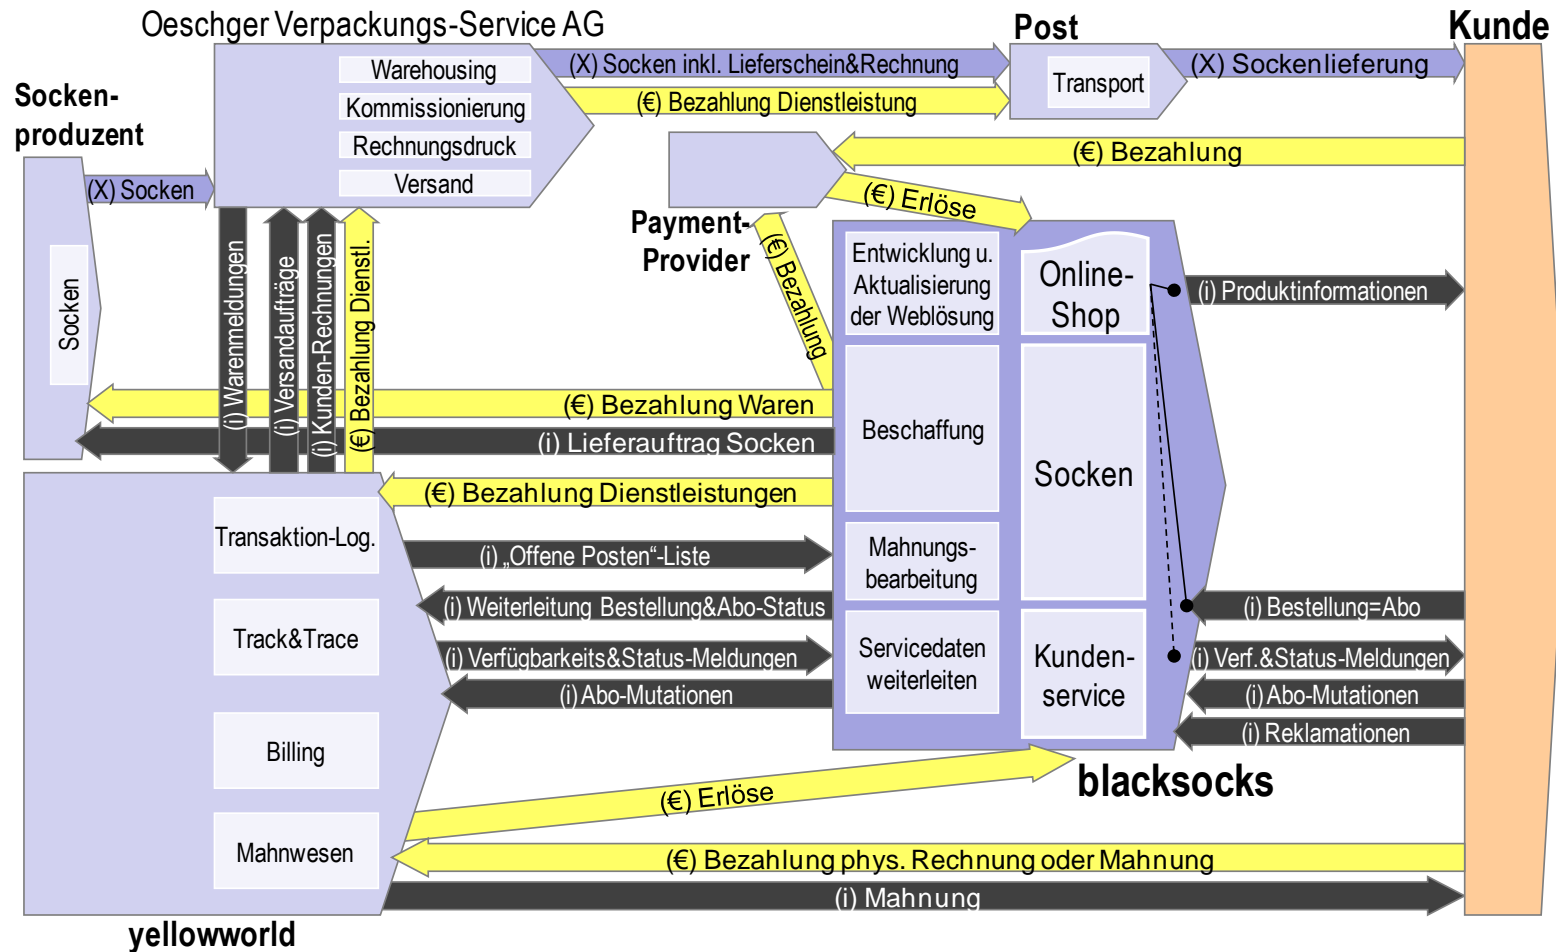 Oeschger Verpackungs-Service AG
Post
Kunde
Socken-
produzent
Warehousing
Kommissionierung
Rechnungsdruck
Versand
(X) Socken inkl. Lieferschein&Rechnung
(€) Bezahlung Dienstleistung
Transport
(X) Sockenlieferung
(€) Bezahlung
(X) Socken
(€) Erlöse
Payment-
Provider
(€) Bezahlung
Socken
(i) Warenmeldungen
(i) Versandaufträge
(i) Kunden-Rechnungen
(€) Bezahlung Dienstl.
Entwicklung u.
Aktualisierung
der Weblösung
Online-
Shop
(i) Produktinformationen
(€) Bezahlung Waren
(i) Lieferauftrag Socken
Beschaffung
Socken
(€) Bezahlung Dienstleistungen
Transaktion-Log.
(i) „Offene Posten“-Liste
Mahnungs-
bearbeitung
(i) Weiterleitung Bestellung&Abo-Status
(i) Bestellung=Abo
Track&Trace
(i) Verfügbarkeits&Status-Meldungen
Servicedaten
weiterleiten
Kunden-
service
(i) Verf.&Status-Meldungen
(i) Abo-Mutationen
(i) Abo-Mutationen
(i) Reklamationen
Billing
blacksocks
(€) Erlöse
Mahnwesen
(€) Bezahlung phys. Rechnung oder Mahnung
(i) Mahnung
yellowworld